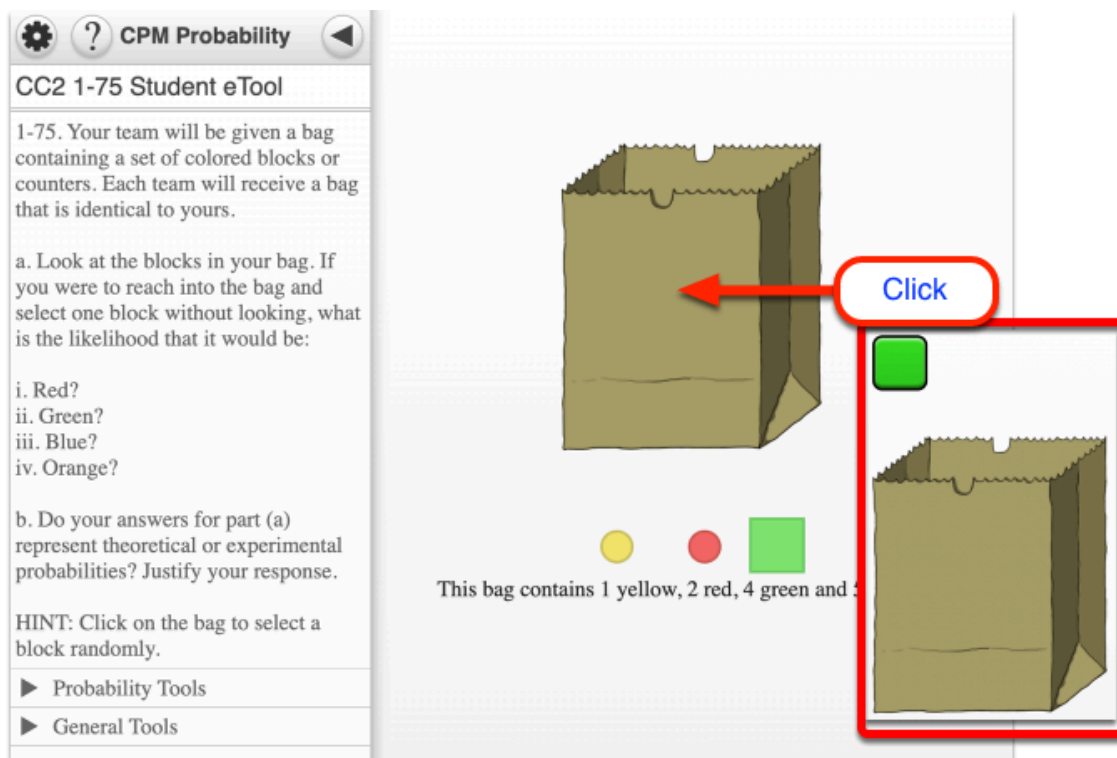 ? CPM Probability
CC2 1-75 Student eTool
1-75. Your team will be given a bag
containing a set of colored blocks or
counters. Each team will receive a bag
that is identical to yours.
a. Look at the blocks in your bag. If
you were to reach into the bag and
select one block without looking, what
is the likelihood that it would be:
i. Red?
ii. Green?
iii. Blue?
iv. Orange?
b. Do your answers for part (a)
represent theoretical or experimental
probabilities? Justify your response.
HINT: Click on the bag to select a
block randomly.
Probability Tools
General Tools
Click
This bag contains 1 yellow, 2 red, 4 green and